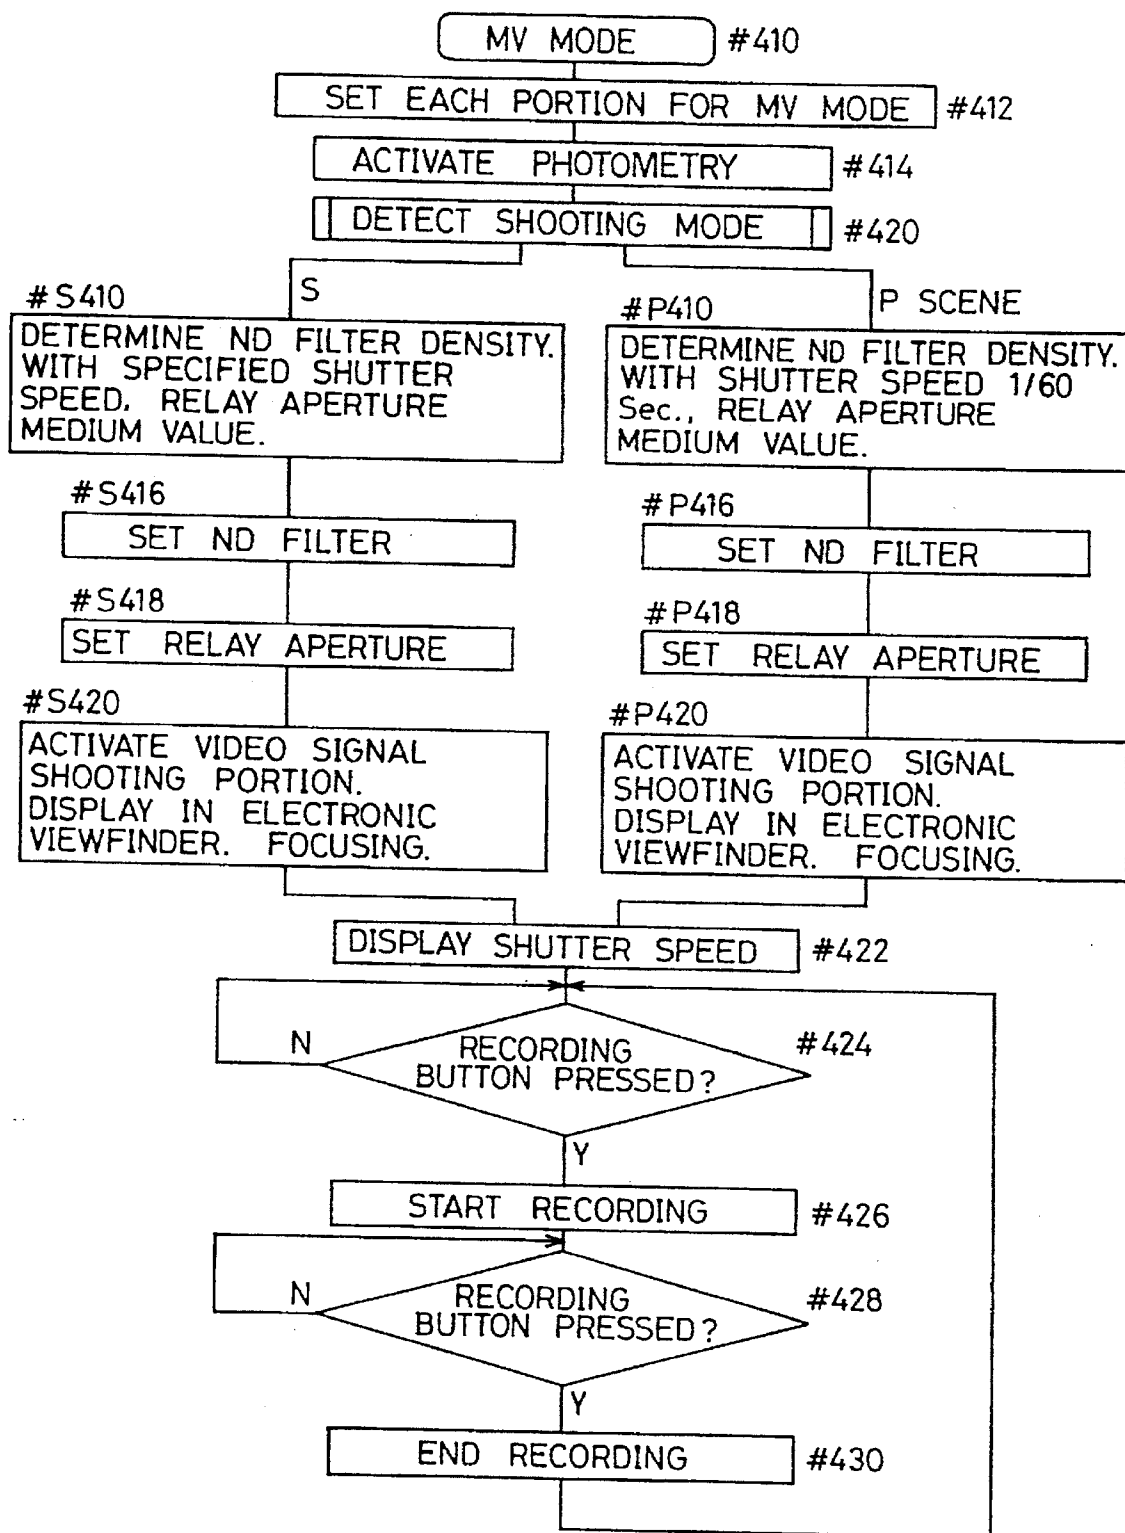 MV MODE #410
SET EACH PORTION FOR MV MODE #412
ACTIVATE PHOTOMETRY #414
DETECT SHOOTING MODE #420
S
#S410
DETERMINE ND FILTER DENSITY.
WITH SPECIFIED SHUTTER
SPEED. RELAY APERTURE
MEDIUM VALUE.
#S416
SET ND FILTER
#S418
SET RELAY APERTURE
#S420
ACTIVATE VIDEO SIGNAL
SHOOTING PORTION.
DISPLAY IN ELECTRONIC
VIEWFINDER. FOCUSING.
P SCENE
#P410
DETERMINE ND FILTER DENSITY.
WITH SHUTTER SPEED 1/60
Sec., RELAY APERTURE
MEDIUM VALUE.
#P416
SET ND FILTER
#P418
SET RELAY APERTURE
#P420
ACTIVATE VIDEO SIGNAL
SHOOTING PORTION.
DISPLAY IN ELECTRONIC
VIEWFINDER. FOCUSING.
DISPLAY SHUTTER SPEED #422
N
RECORDING
BUTTON PRESSED?
#424
Y
START RECORDING #426
N
RECORDING
BUTTON PRESSED?
#428
Y
END RECORDING #430